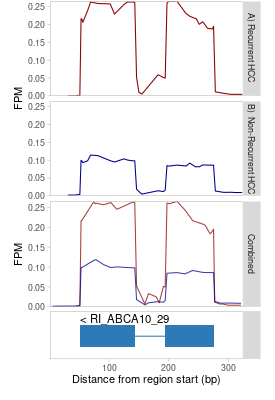 0.25
0.20
0.15
0.10
0.05
0.00
FPM
A) Recurrent HCC
0.25
0.20
0.15
0.10
0.05
0.00
FPM
B) Non-Recurrent HCC
0.25
0.20
0.15
0.10
0.05
0.00
FPM
Combined
< RI_ABCA10_29
100
200
300
Distance from region start (bp)